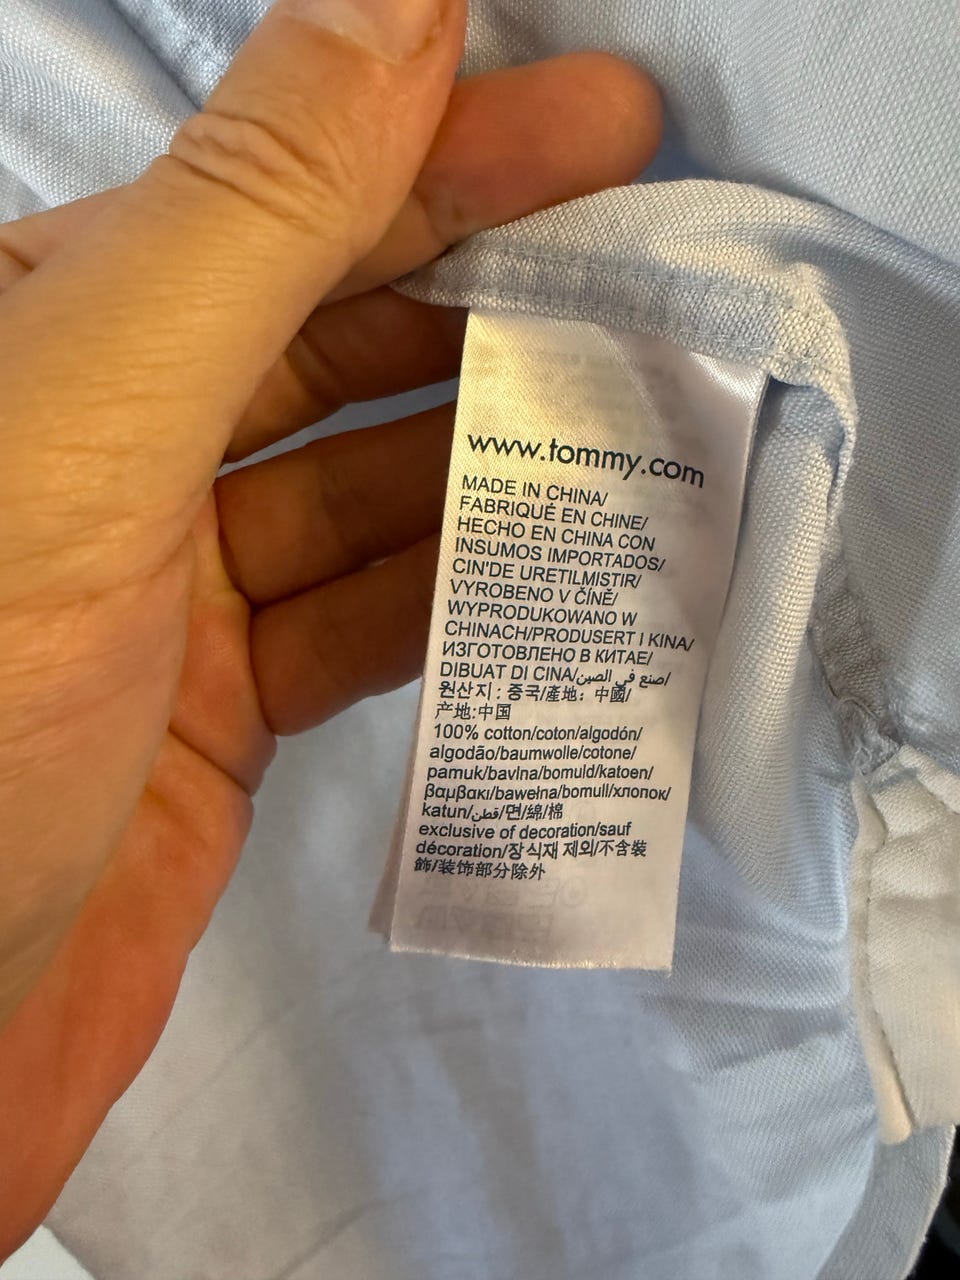 www.tommy.com
MADE IN CHINA/
FABRIQUÉ EN CHINE/
HECHO EN CHINA CON
INSUMOS IMPORTADOS/
CIN'DE URETILMISTIR/
VYROBENO V ČÍNĚ/
WYPRODUKOWANO W
CHINACH/PRODUSERT I KINA/
ИЗГОТОВЛЕНО В КИТАЕ/
DIBUAT DI CINA/صنع في الصين/
원산지: 중국/產地: 中國/
产地:中国
100% cotton/coton/algodón/
algodão/baumwolle/cotone/
pamuk/bavlna/bomuld/katoen/
βαμβακι/bawełna/bomull/хлопок/
katun/قطن/면/綿/棉
exclusive of decoration/sauf
décoration/장식재 제외/不含裝
飾/装饰部分除外